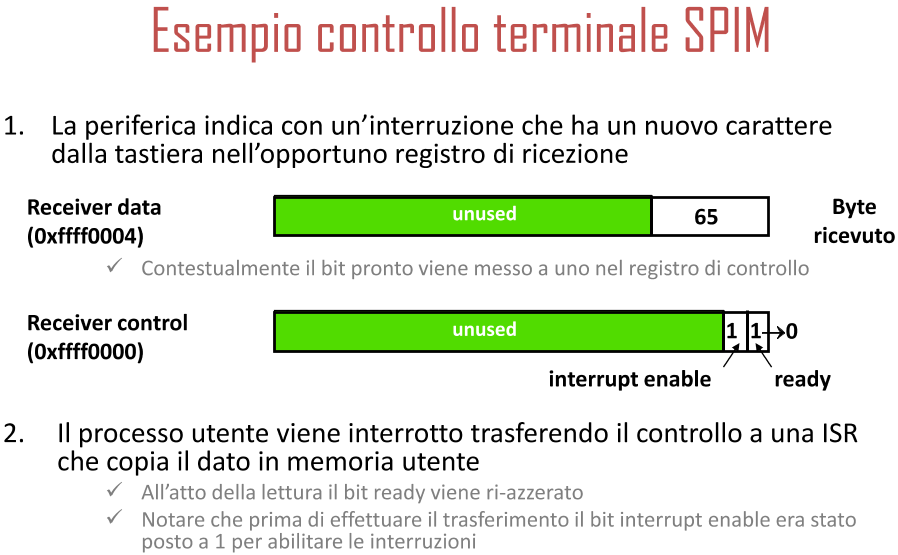 Esempio controllo terminale SPIM
1. La periferica indica con un'interruzione che ha un nuovo carattere
dalla tastiera nell'opportuno registro di ricezione
Receiver data
(0xffff0004)
unused
65
Byte
ricevuto
✓ Contestualmente il bit pronto viene messo a uno nel registro di controllo
Receiver control
(0xffff0000)
unused
1 1→0
interrupt enable
ready
2. Il processo utente viene interrotto trasferendo il controllo a una ISR
che copia il dato in memoria utente
✓ All'atto della lettura il bit ready viene ri-azzerato
✓ Notare che prima di effettuare il trasferimento il bit interrupt enable era stato
posto a 1 per abilitare le interruzioni